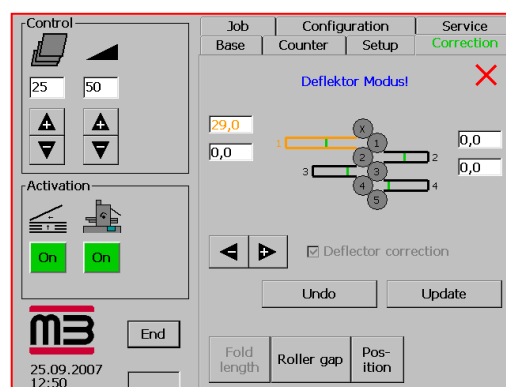 Control
25
50
Activation
On
On
m3
End
25.09.2007
12:50
Job
Configuration
Service
Base
Counter
Setup
Correction
Deflektor Modus!
29,0
0,0
0,0
0,0
X
1
1
2
2
3
3
4
4
5
Deflector correction
Undo
Update
Fold
length
Roller gap
Pos-
ition